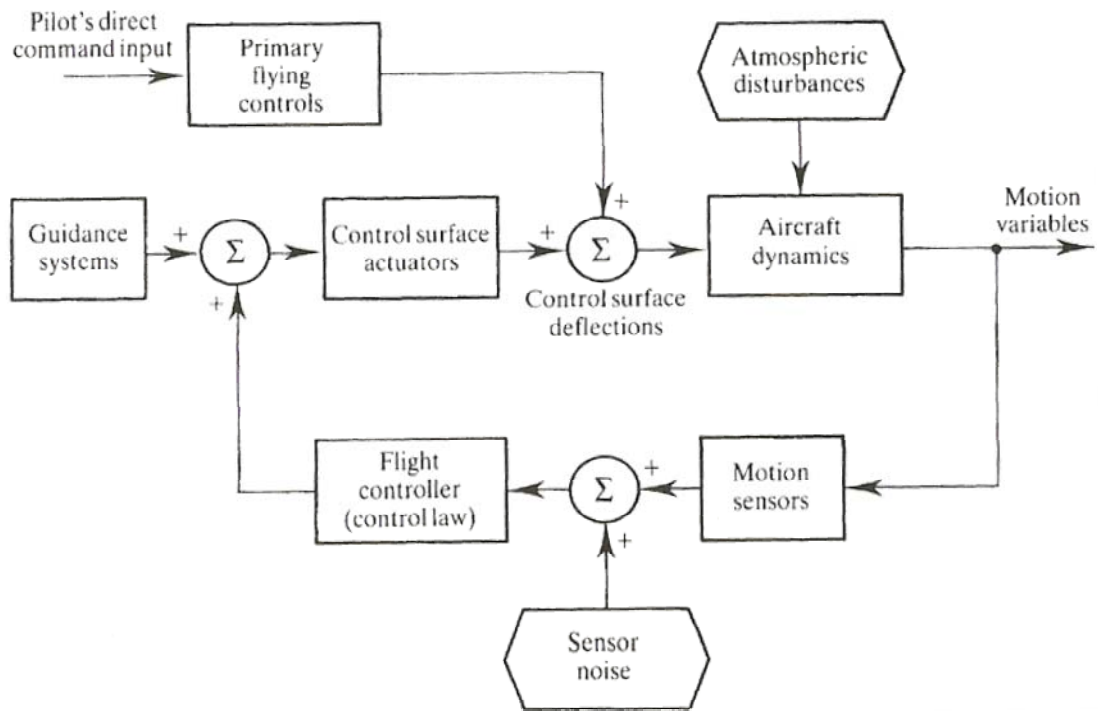 Pilot's direct
command input
Primary
flying
controls
Atmospheric
disturbances
Guidance
systems
+
Σ
+
Control surface
actuators
+
+
Σ
Control surface
deflections
Aircraft
dynamics
Motion
variables
Flight
controller
(control law)
Σ
+
+
Motion
sensors
Sensor
noise